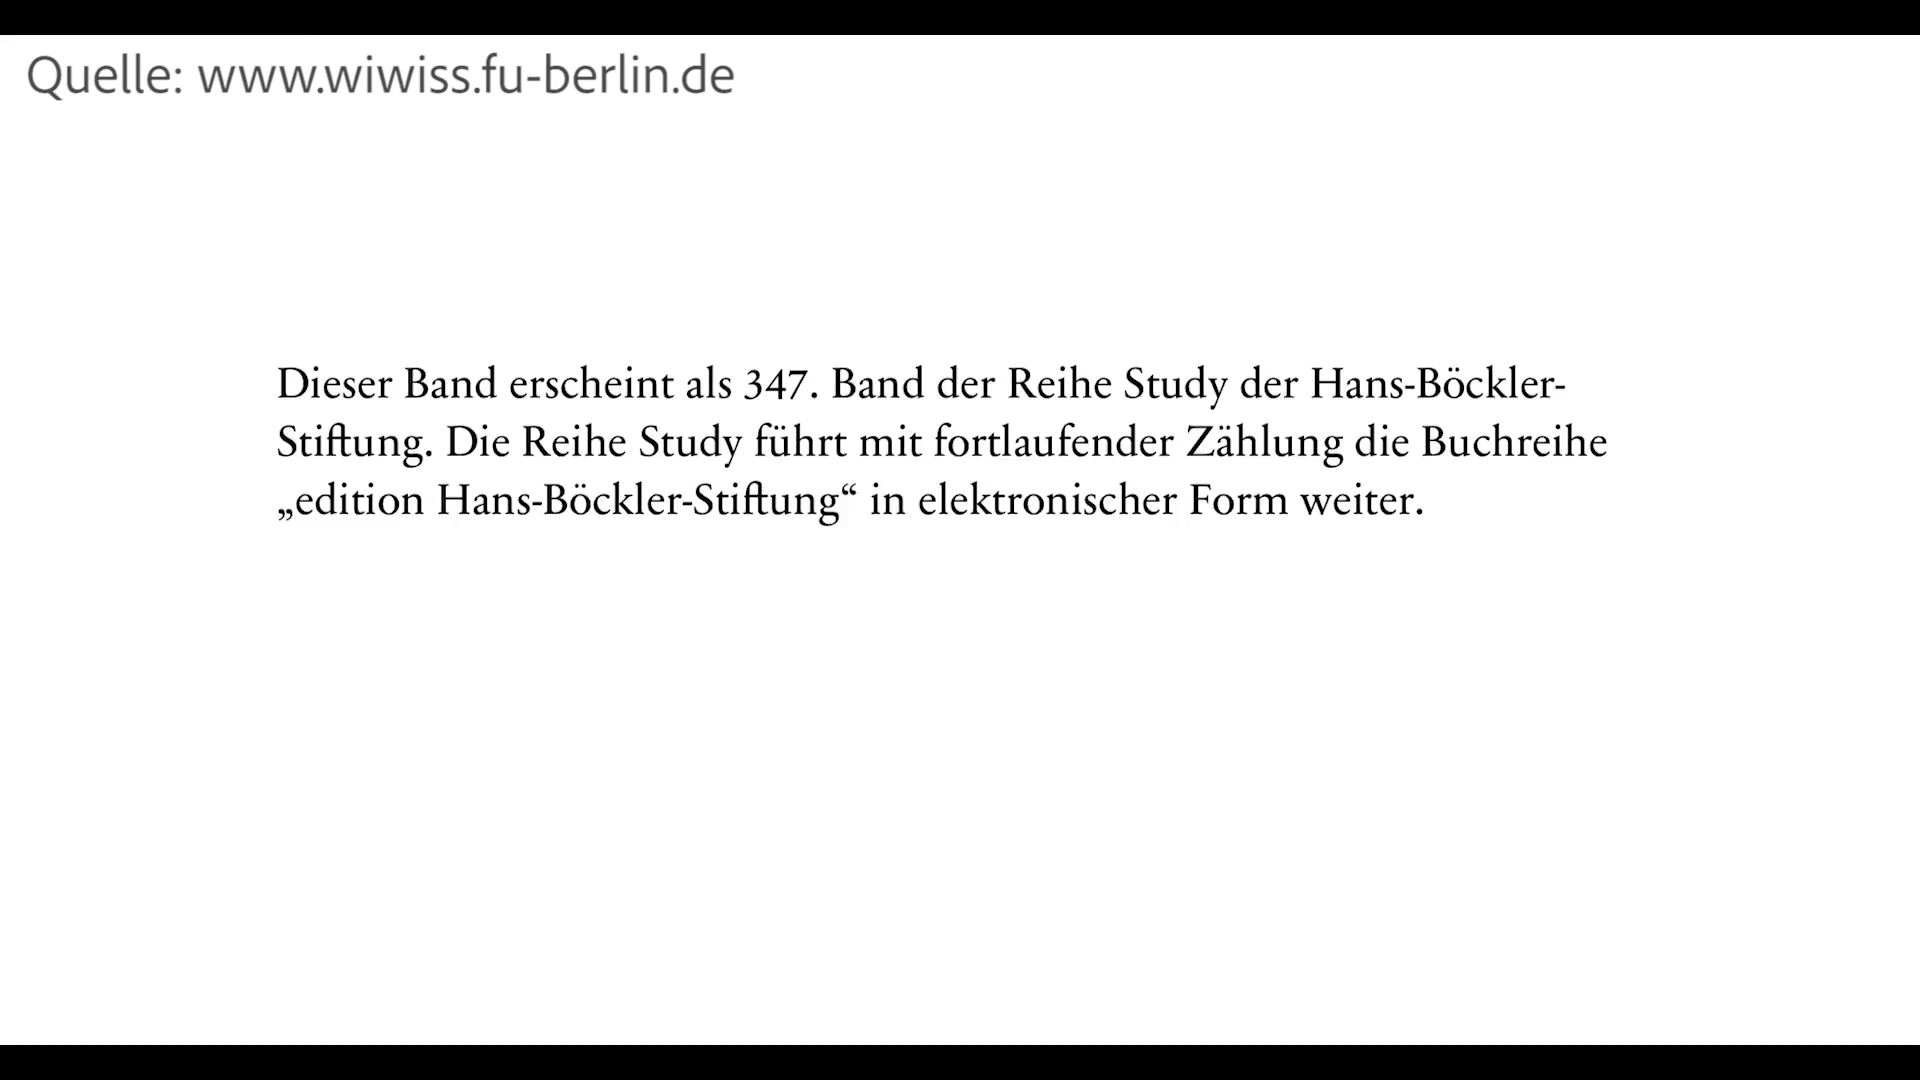 Quelle: www.wiwiss.fu-berlin.de
Dieser Band erscheint als 347. Band der Reihe Study der Hans-Böckler-
Stiftung. Die Reihe Study führt mit fortlaufender Zählung die Buchreihe
„edition Hans-Böckler-Stiftung“ in elektronischer Form weiter.